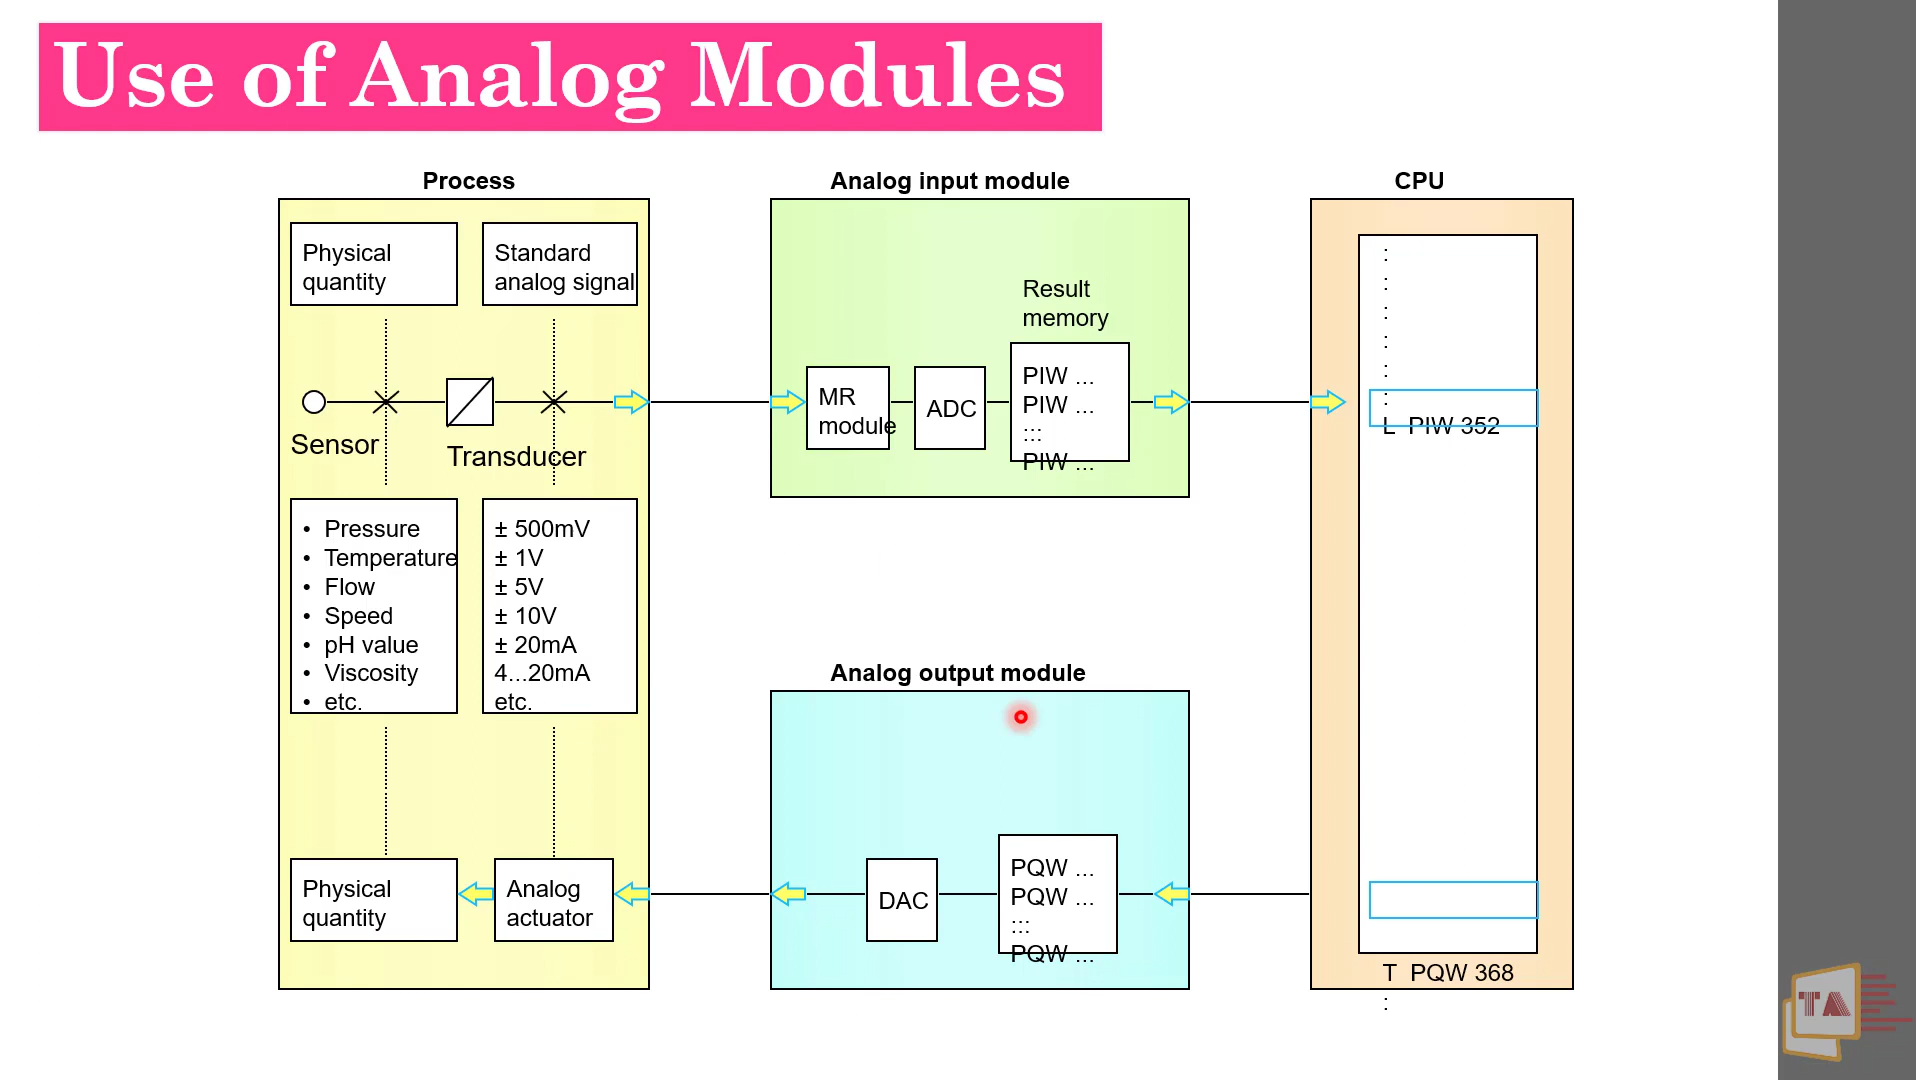 Use of Analog Modules
Process
Physical
quantity
Standard
analog signal
Sensor
Transducer
• Pressure
• Temperature
• Flow
• Speed
• pH value
• Viscosity
• etc.
± 500mV
± 1V
± 5V
± 10V
± 20mA
4...20mA
etc.
Physical
quantity
Analog
actuator
Analog input module
MR
module
ADC
Result
memory
PIW ...
PIW ...
:::
PIW ...
Analog output module
DAC
PQW ...
PQW ...
:::
PQW ...
CPU
:
:
:
:
:
:
L PIW 352
T PQW 368
:
TA